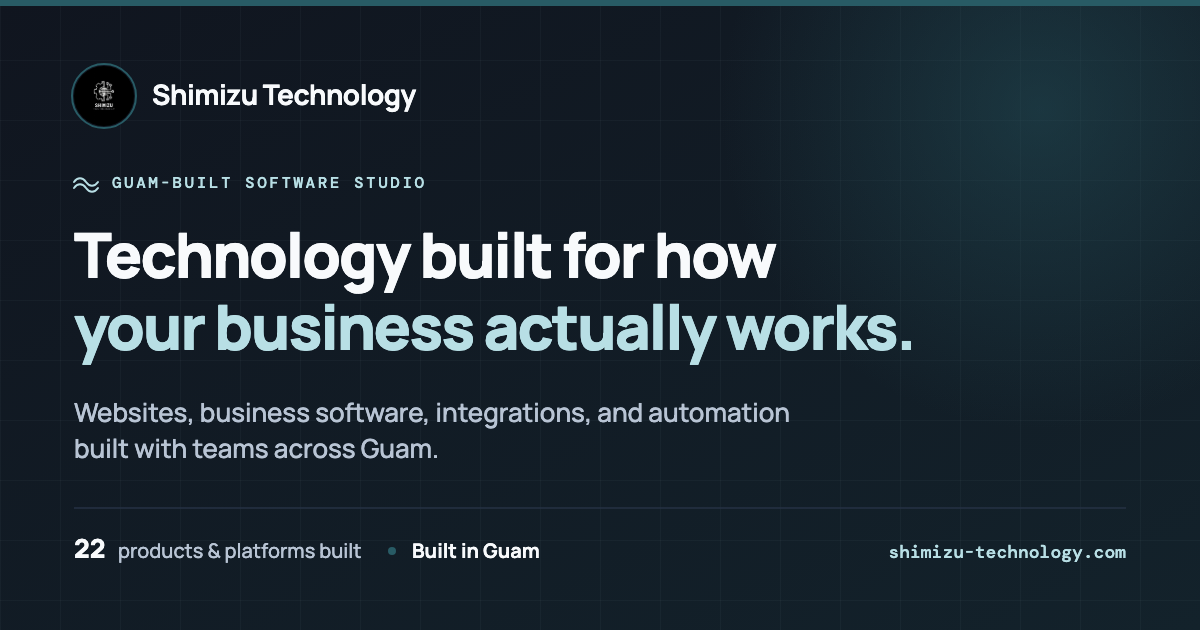 SHIMIZU
Shimizu Technology
GUAM-BUILT SOFTWARE STUDIO
Technology built for how
your business actually works.
Websites, business software, integrations, and automation
built with teams across Guam.
22 products & platforms built • Built in Guam
shimizu-technology.com